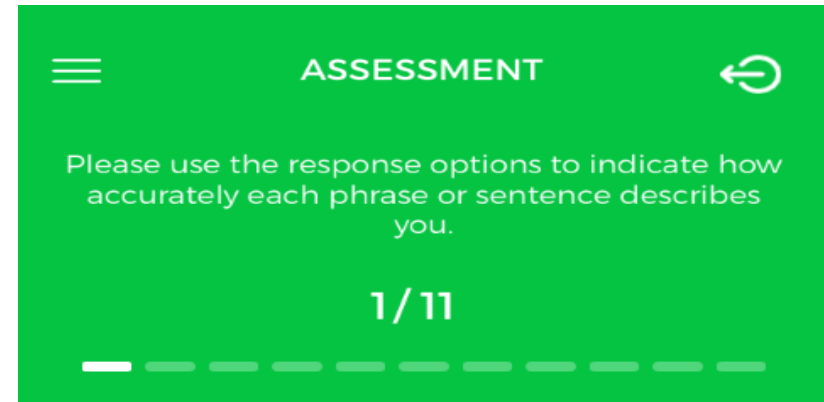 ASSESSMENT
Please use the response options to indicate how
accurately each phrase or sentence describes
you.
1/11